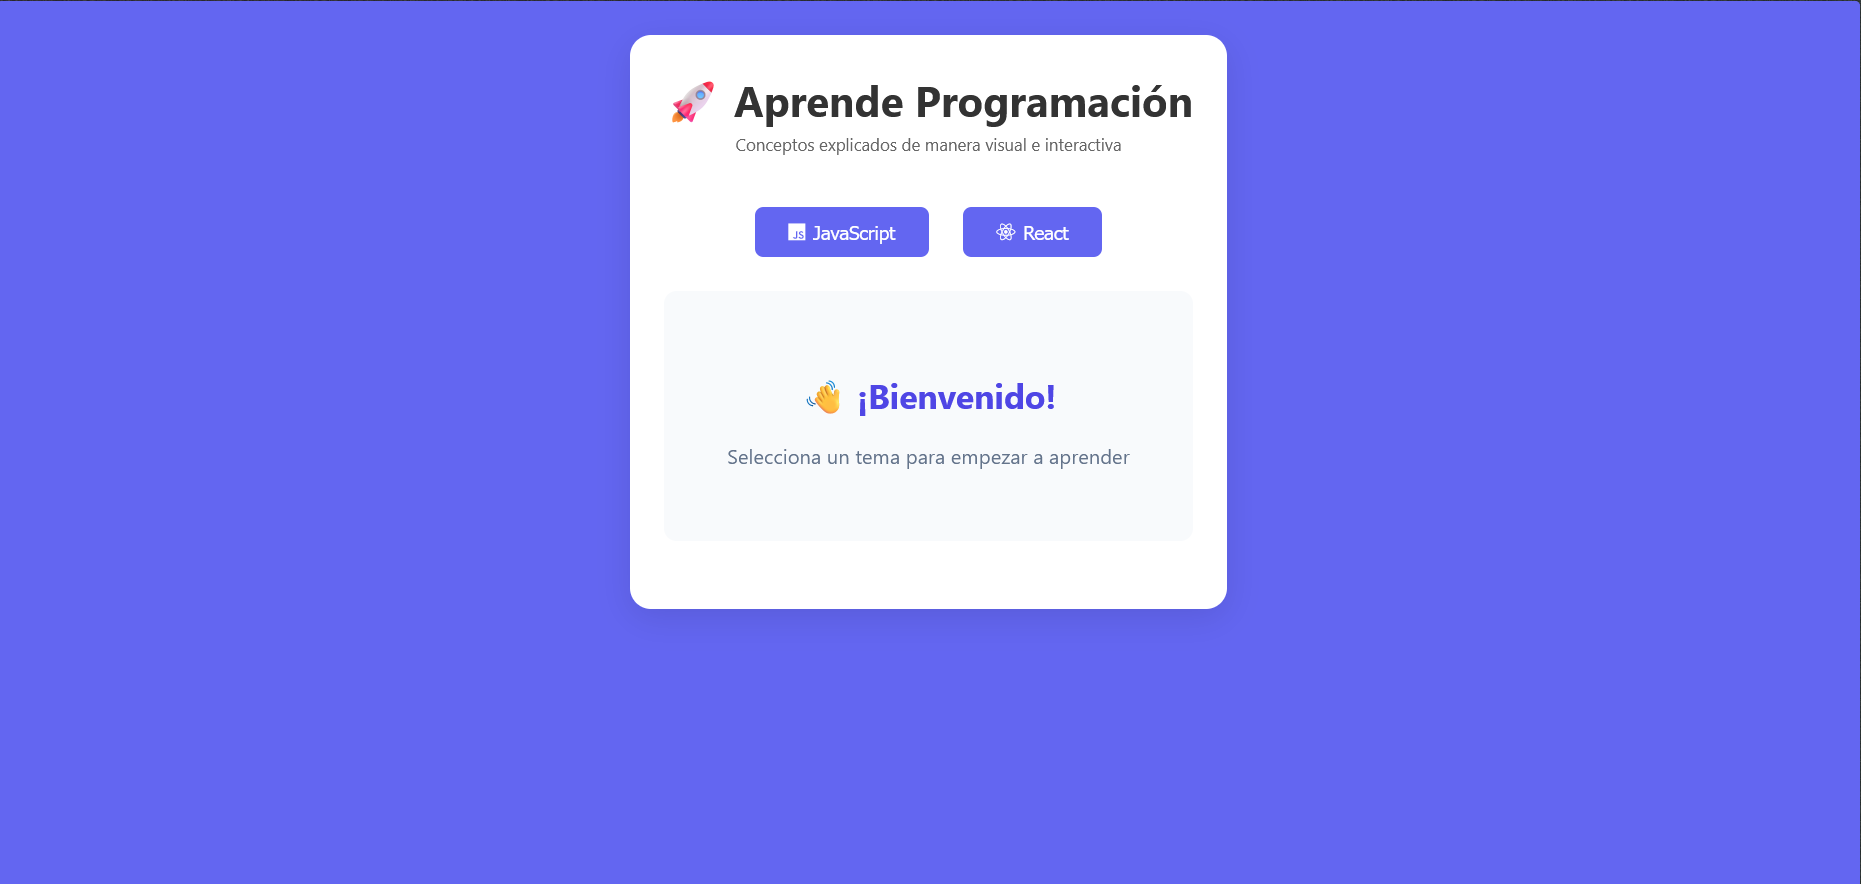 🚀 Aprende Programación
Conceptos explicados de manera visual e interactiva
JS JavaScript
React
👋 ¡Bienvenido!
Selecciona un tema para empezar a aprender